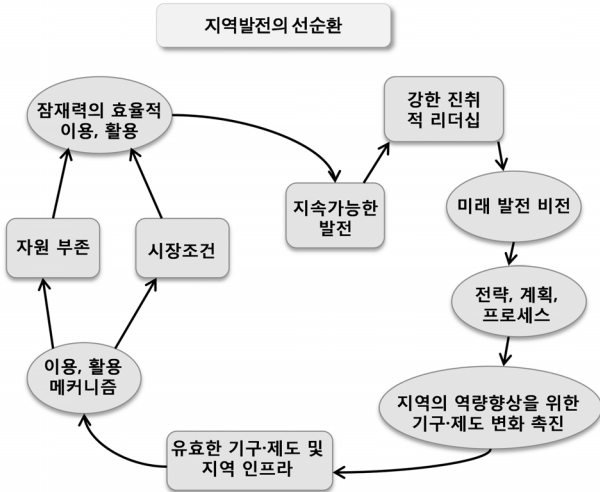 지역발전의 선순환
잠재력의 효율적
이용, 활용
강한 진취
적 리더십
지속가능한
발전
미래 발전 비전
자원 부존
시장조건
전략, 계획,
프로세스
이용, 활용
메커니즘
지역의 역량향상을 위한
기구·제도 변화 촉진
유효한 기구·제도 및
지역 인프라